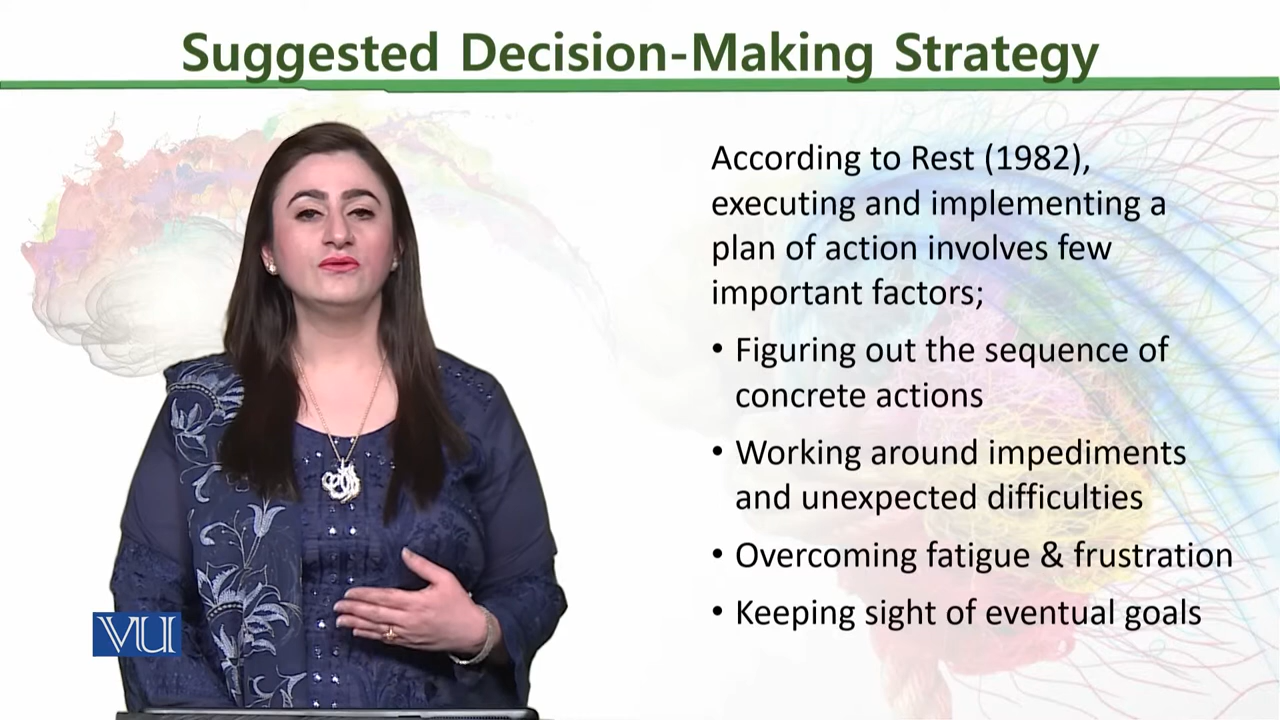 Suggested Decision-Making Strategy
According to Rest (1982),
executing and implementing a
plan of action involves few
important factors;
• Figuring out the sequence of
concrete actions
• Working around impediments
and unexpected difficulties
• Overcoming fatigue & frustration
• Keeping sight of eventual goals
VU